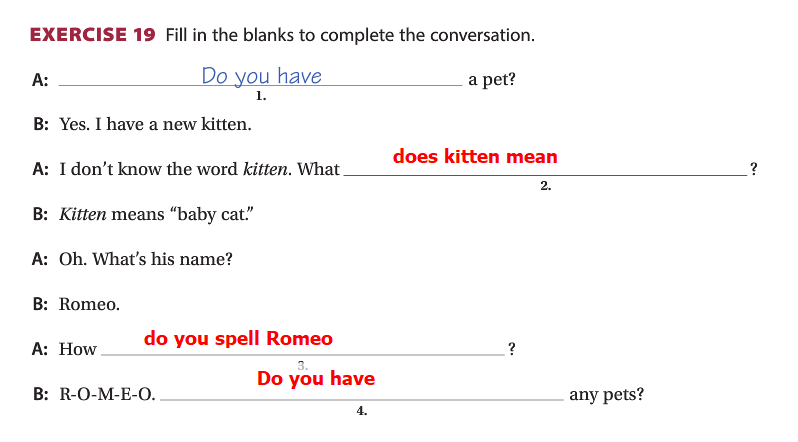 EXERCISE 19 Fill in the blanks to complete the conversation.
A: Do you have a pet?
1.
B: Yes. I have a new kitten.
A: I don't know the word kitten. What does kitten mean ?
2.
B: Kitten means "baby cat."
A: Oh. What's his name?
B: Romeo.
A: How do you spell Romeo ?
3.
B: R-O-M-E-O. Do you have any pets?
4.